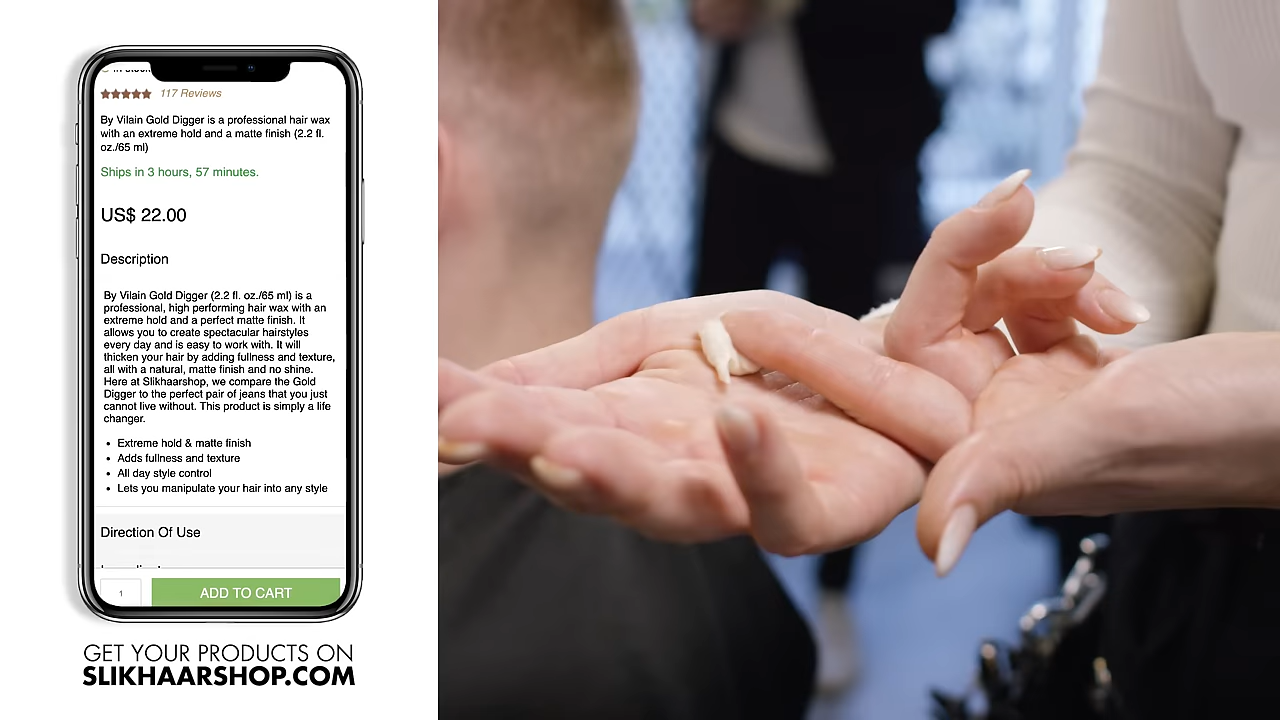 In stock
117 Reviews
By Vilain Gold Digger is a professional hair wax
with an extreme hold and a matte finish (2.2 fl.
oz./65 ml)
Ships in 3 hours, 57 minutes.
US$ 22.00
Description
By Vilain Gold Digger (2.2 fl. oz./65 ml) is a
professional, high performing hair wax with an
extreme hold and a perfect matte finish. It
allows you to create spectacular hairstyles
every day and is easy to work with. It will
thicken your hair by adding fullness and texture,
all with a natural, matte finish and no shine.
Here at Slikhaarshop, we compare the Gold
Digger to the perfect pair of jeans that you just
cannot live without. This product is simply a life
changer.
• Extreme hold & matte finish
• Adds fullness and texture
• All day style control
• Lets you manipulate your hair into any style
Direction Of Use
1
ADD TO CART
GET YOUR PRODUCTS ON
SLIKHAARSHOP.COM